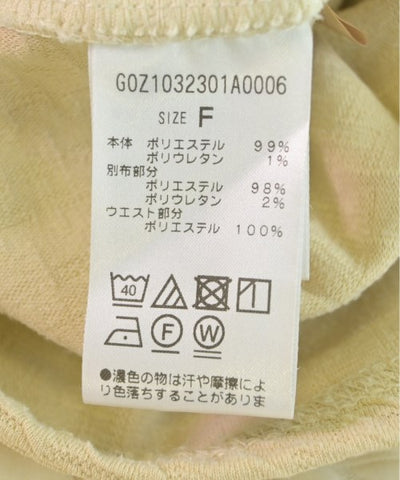 G0Z1032301A0006
SIZE F
本体 ポリエステル 99%
ポリウレタン 1%
別布部分
ポリエステル 98%
ポリウレタン 2%
ウエスト部分
ポリエステル 100%
40
F W
●濃色の物は汗や摩擦によ
り色落ちすることがありま